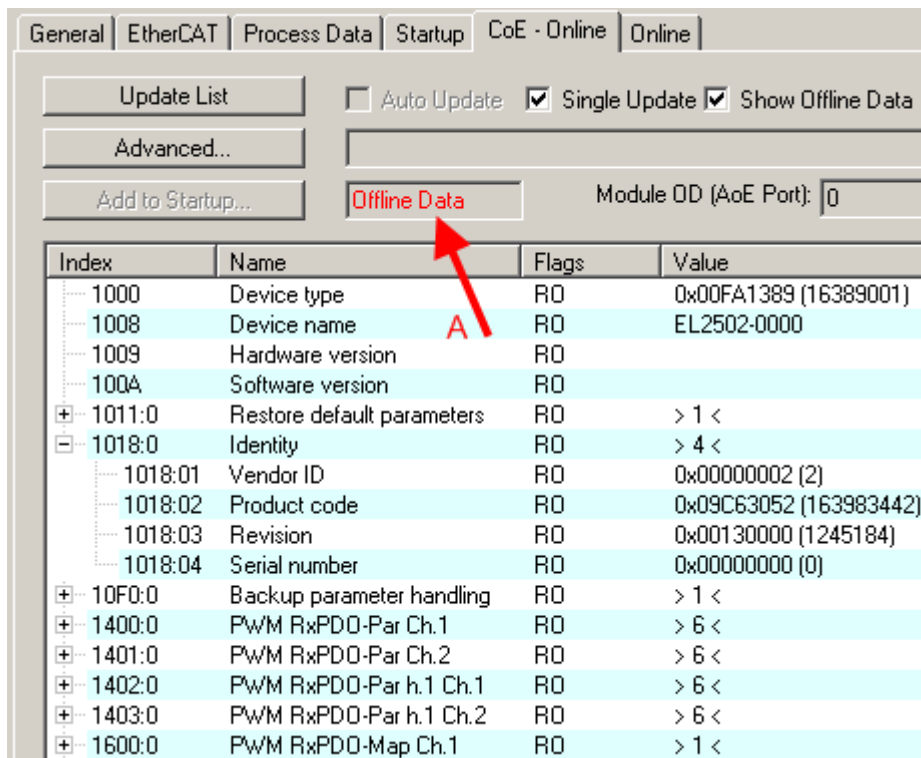 General EtherCAT Process Data Startup CoE - Online Online
Update List Auto Update Single Update Show Offline Data
Advanced...
Add to Startup... Offline Data Module OD (AoE Port): 0
A
Index Name Flags Value
1000 Device type RO 0x00FA1389 (16389001)
1008 Device name RO EL2502-0000
1009 Hardware version RO
100A Software version RO
1011:0 Restore default parameters RO > 1 <
1018:0 Identity RO > 4 <
1018:01 Vendor ID RO 0x00000002 (2)
1018:02 Product code RO 0x09C63052 (163983442)
1018:03 Revision RO 0x00130000 (1245184)
1018:04 Serial number RO 0x00000000 (0)
10F0:0 Backup parameter handling RO > 1 <
1400:0 PWM RxPDO-Par Ch.1 RO > 6 <
1401:0 PWM RxPDO-Par Ch.2 RO > 6 <
1402:0 PWM RxPDO-Par h.1 Ch.1 RO > 6 <
1403:0 PWM RxPDO-Par h.1 Ch.2 RO > 6 <
1600:0 PWM RxPDO-Map Ch.1 RO > 1 <